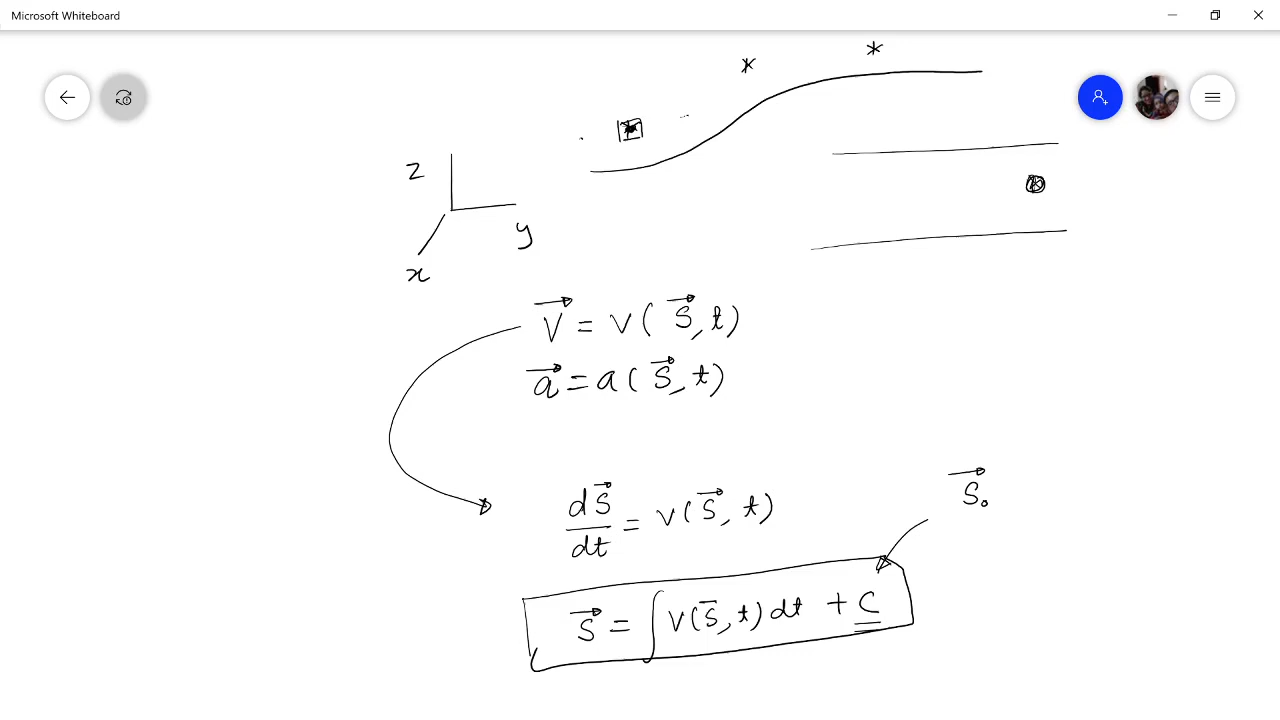 Microsoft Whiteboard
* *
z
y
x
V⃗ = v(s⃗, t)
a⃗ = a(s⃗, t)
ds⃗/dt = v(s⃗, t)
s⃗₀
s⃗ = ∫v(s̅, t)dt + c